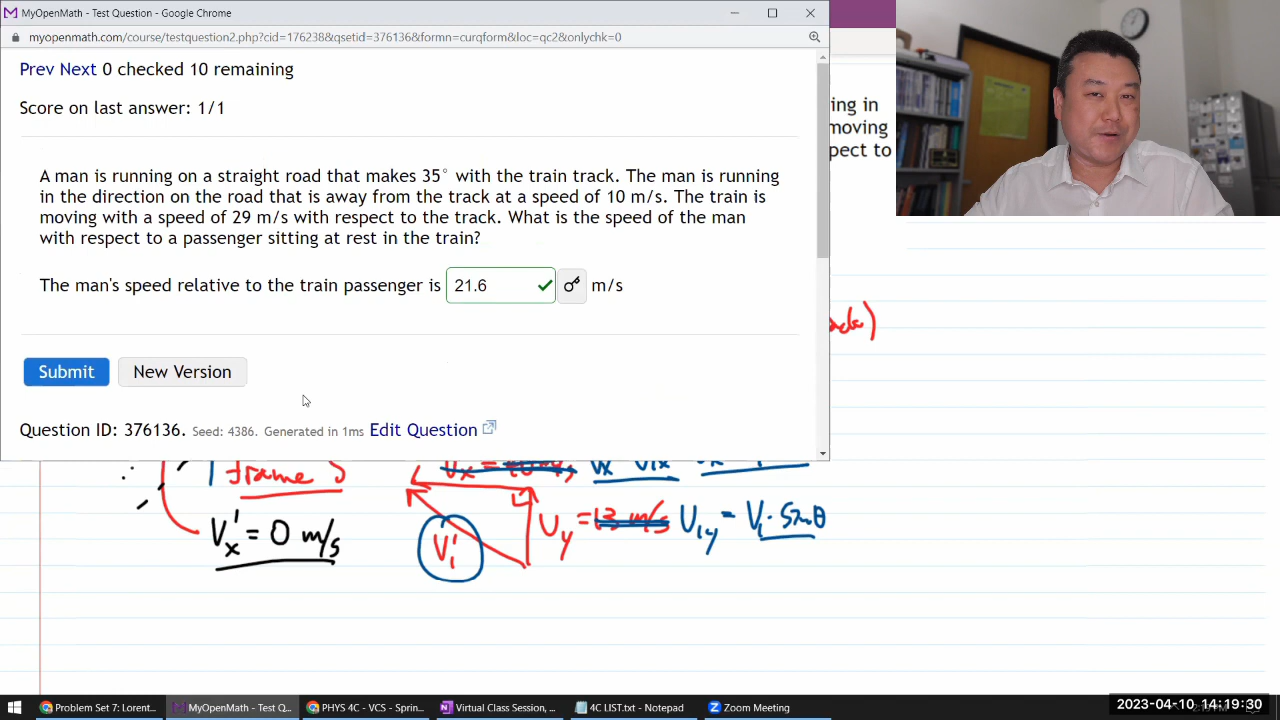 MyOpenMath - Test Question - Google Chrome
myopenmath.com/course/testquestion2.php?cid=176238&qsetid=376136&formn=curqform&loc=qc2&onlychk=0
Prev Next 0 checked 10 remaining
Score on last answer: 1/1
A man is running on a straight road that makes 35° with the train track. The man is running
in the direction on the road that is away from the track at a speed of 10 m/s. The train is
moving with a speed of 29 m/s with respect to the track. What is the speed of the man
with respect to a passenger sitting at rest in the train?
The man's speed relative to the train passenger is 21.6 m/s
Submit New Version
Question ID: 376136. Seed: 4386. Generated in 1ms Edit Question
ing in
moving
pect to
frame S
Vx' = 0 m/s
V1'
Uy = 13 m/s U1y = V1 · Sinθ
Problem Set 7: Lorent... MyOpenMath - Test Q... PHYS 4C - VCS - Sprin... Virtual Class Session, ... 4C LIST.txt - Notepad Zoom Meeting
2023-04-10 14:19:30